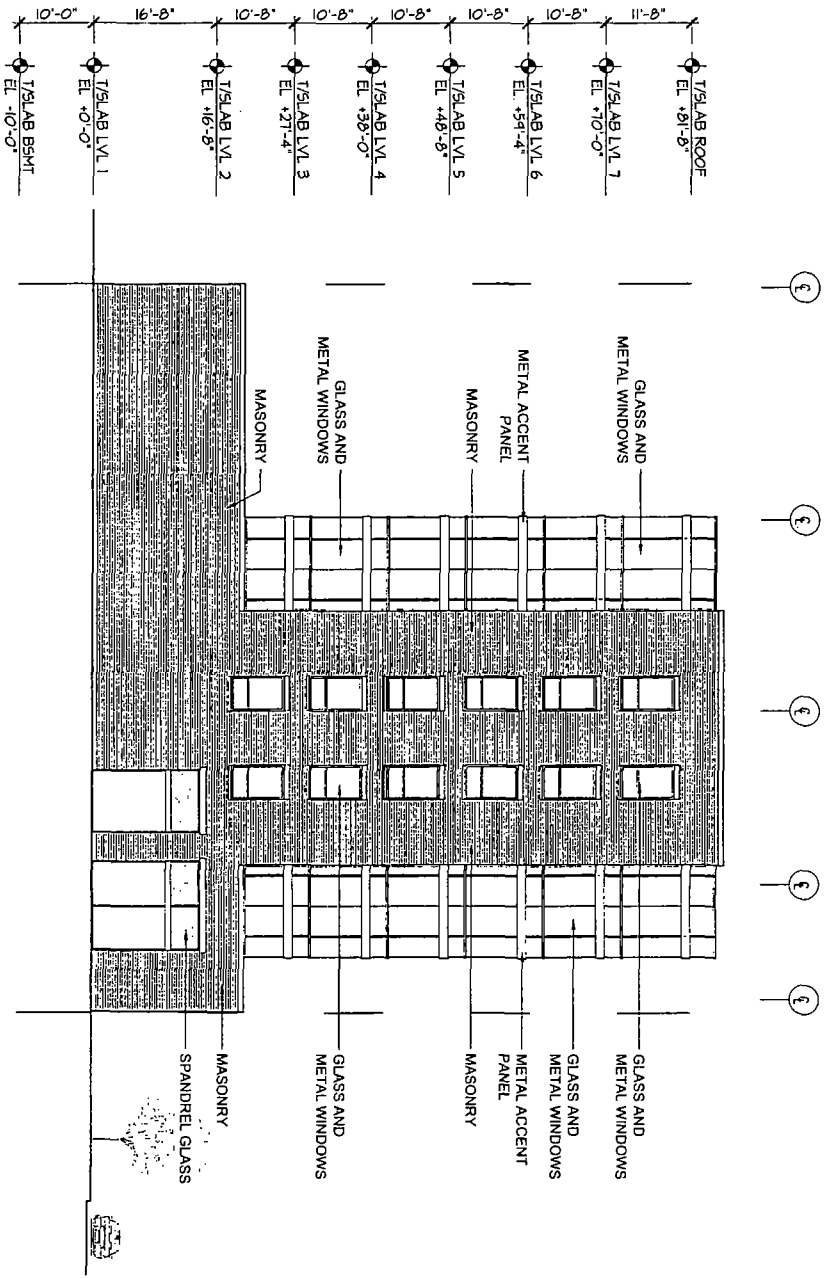 T/SLAB ROOF
EL +81'-8"
11'-8"
T/SLAB LVL 7
EL +70'-0"
10'-8"
T/SLAB LVL 6
EL. +59'-4"
10'-8"
T/SLAB LVL 5
EL +48'-8"
10'-8"
T/SLAB LVL 4
EL +38'-0"
10'-8"
T/SLAB LVL 3
EL +27'-4"
10'-8"
T/SLAB LVL 2
EL +16'-8"
16'-8"
T/SLAB LVL 1
EL +0'-0"
10'-0"
T/SLAB BSMT
EL -10'-0"
GLASS AND
METAL WINDOWS
METAL ACCENT
PANEL
MASONRY
GLASS AND
METAL WINDOWS
MASONRY
GLASS AND
METAL WINDOWS
GLASS AND
METAL WINDOWS
METAL ACCENT
PANEL
MASONRY
GLASS AND
METAL WINDOWS
MASONRY
SPANDREL GLASS